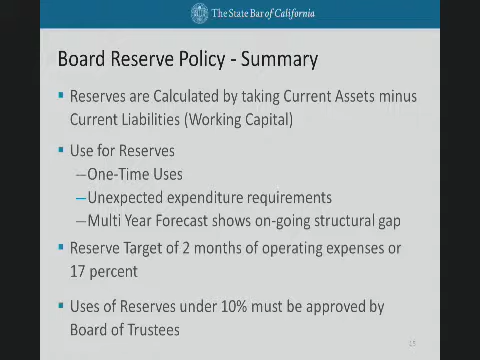 The State Bar of California
Board Reserve Policy - Summary
▪ Reserves are Calculated by taking Current Assets minus
Current Liabilities (Working Capital)
▪ Use for Reserves
—One-Time Uses
—Unexpected expenditure requirements
—Multi Year Forecast shows on-going structural gap
▪ Reserve Target of 2 months of operating expenses or
17 percent
▪ Uses of Reserves under 10% must be approved by
Board of Trustees
15